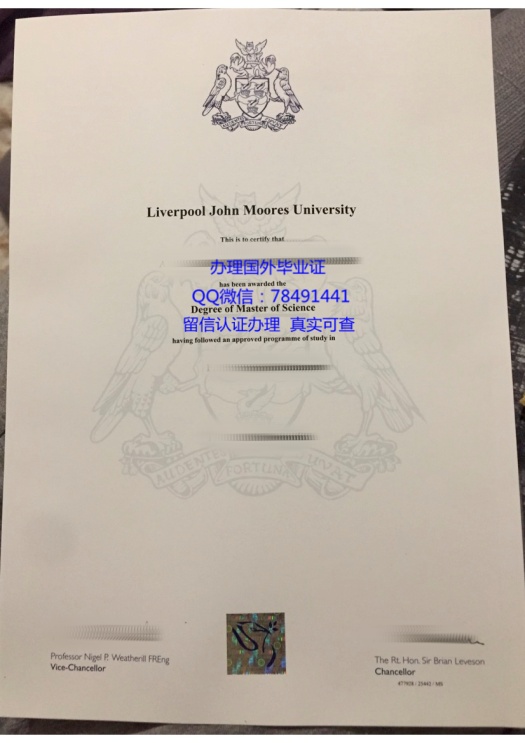 Liverpool John Moores University
This is to certify that
办理国外毕业证
has been awarded the
QQ微信：78491441
Degree of Master of Science
留信认证办理 真实可查
having followed an approved programme of study in
AUDENTES FORTUNA JUVAT
Professor Nigel P. Weatherill FREng
Vice-Chancellor
The Rt. Hon. Sir Brian Leveson
Chancellor